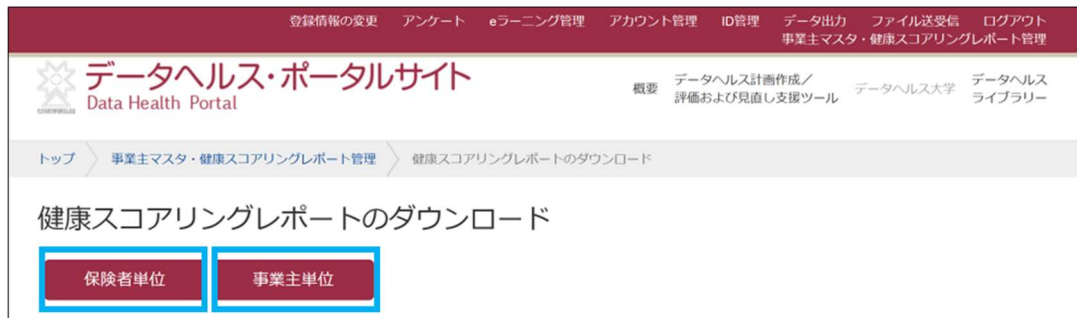 登録情報の変更 アンケート eラーニング管理 アカウント管理 ID管理 データ出力 ファイル送受信 ログアウト
事業主マスタ・健康スコアリングレポート管理
データヘルス・ポータルサイト
Data Health Portal
概要 データヘルス計画作成／ 評価および見直し支援ツール データヘルス大学 データヘルス ライブラリー
トップ 事業主マスタ・健康スコアリングレポート管理 健康スコアリングレポートのダウンロード
健康スコアリングレポートのダウンロード
保険者単位 事業主単位